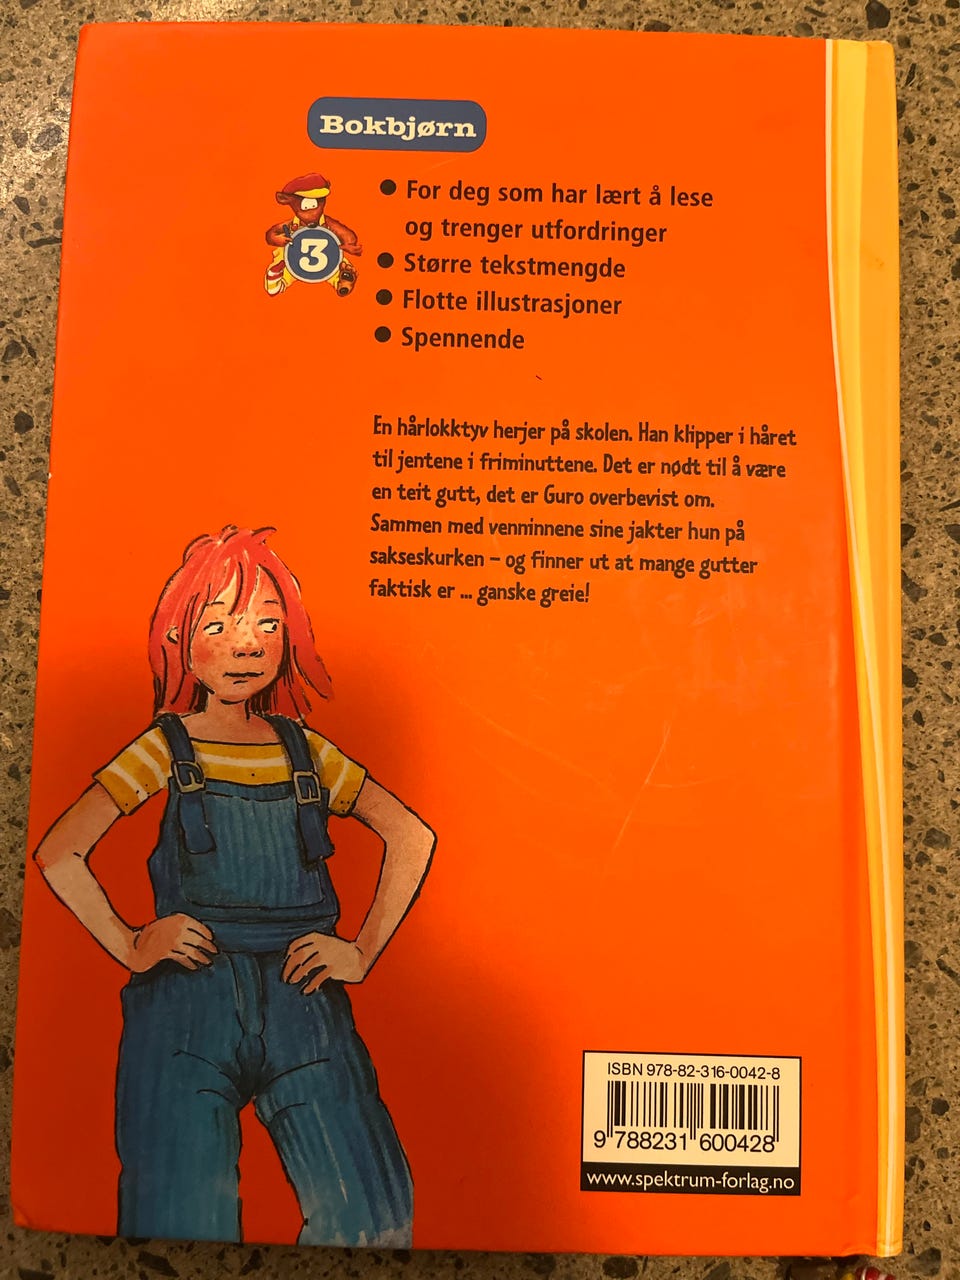 Bokbjørn
● For deg som har lært å lese
og trenger utfordringer
● Større tekstmengde
● Flotte illustrasjoner
● Spennende
3
En hårlokktyv herjer på skolen. Han klipper i håret
til jentene i friminuttene. Det er nødt til å være
en teit gutt, det er Guro overbevist om.
Sammen med venninnene sine jakter hun på
sakseskurken – og finner ut at mange gutter
faktisk er ... ganske greie!
ISBN 978-82-316-0042-8
9 788231 600428
www.spektrum-forlag.no